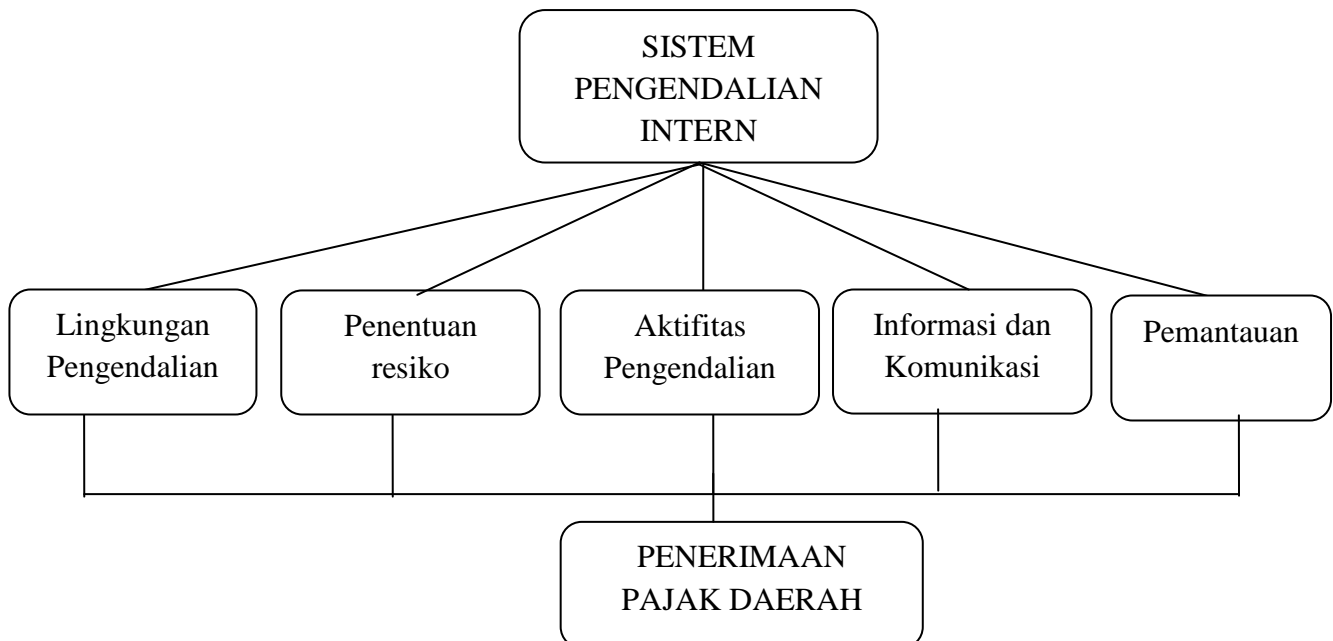 SISTEM
PENGENDALIAN
INTERN
Lingkungan
Pengendalian
Penentuan
resiko
Aktifitas
Pengendalian
Informasi dan
Komunikasi
Pemantauan
PENERIMAAN
PAJAK DAERAH